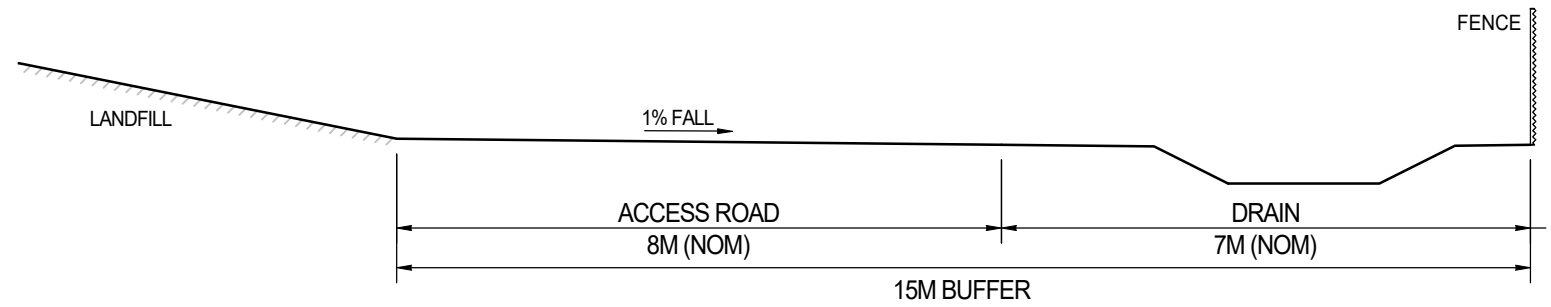 FENCE
LANDFILL
1% FALL
ACCESS ROAD
8M (NOM)
DRAIN
7M (NOM)
15M BUFFER